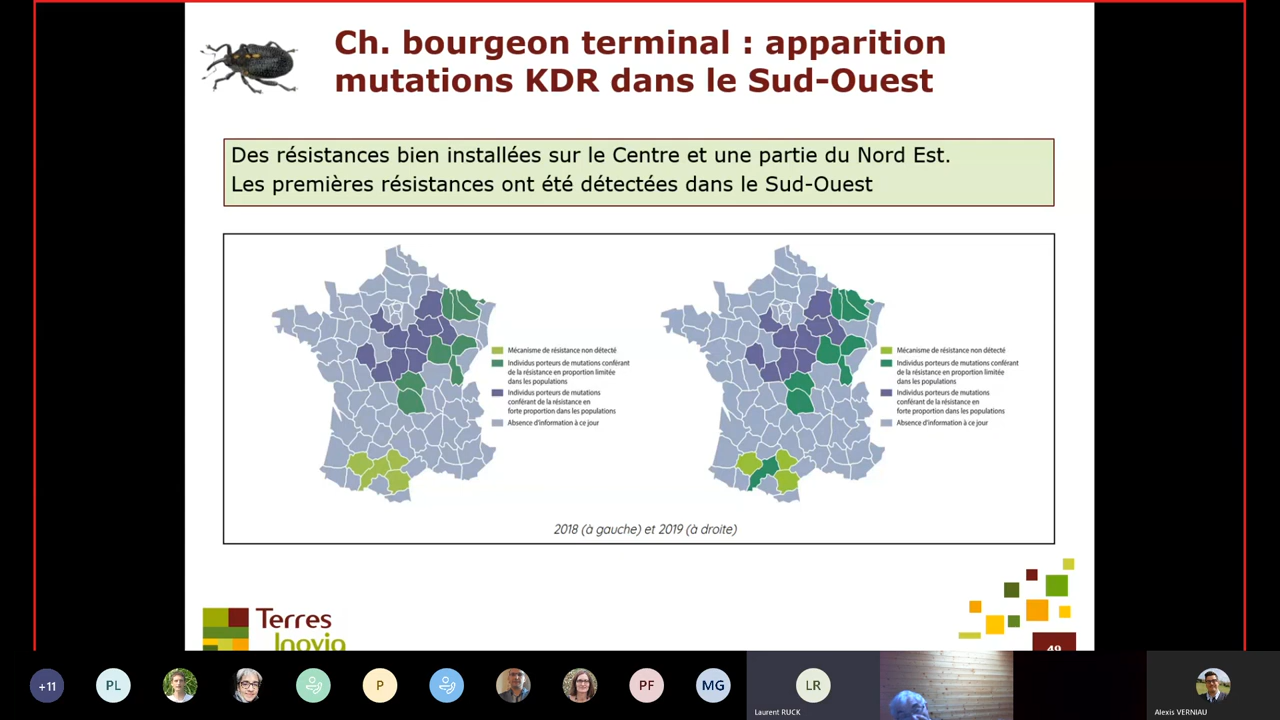 Ch. bourgeon terminal : apparition
mutations KDR dans le Sud-Ouest
Des résistances bien installées sur le Centre et une partie du Nord Est.
Les premières résistances ont été détectées dans le Sud-Ouest
Mécanisme de résistance non détecté
Individus porteurs de mutations conférant
de la résistance en proportion limitée
dans les populations
Individus porteurs de mutations
conférant de la résistance en
forte proportion dans les populations
Absence d'information à ce jour
Mécanisme de résistance non détecté
Individus porteurs de mutations conférant
de la résistance en proportion limitée
dans les populations
Individus porteurs de mutations
conférant de la résistance en
forte proportion dans les populations
Absence d'information à ce jour
2018 (à gauche) et 2019 (à droite)
Terres
Inovia
49
+11
PL
P
PF
MG
LR
Laurent RUCK
Alexis VERNIAU